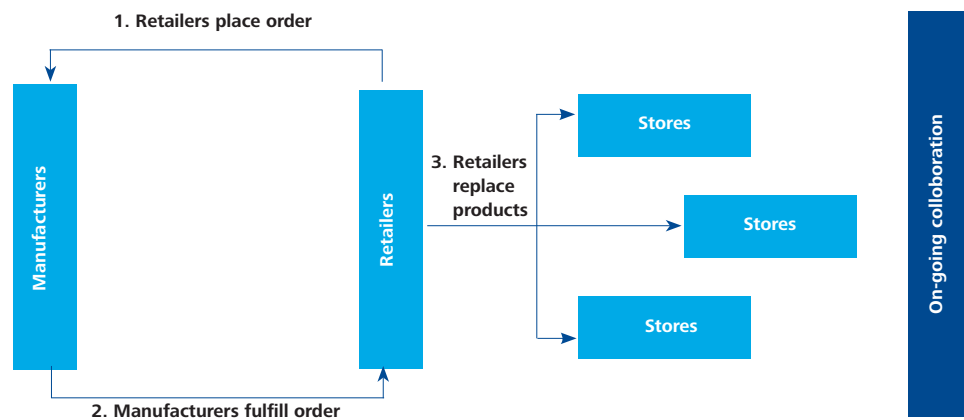 1. Retailers place order
Manufacturers
Retailers
3. Retailers
replace
products
Stores
Stores
Stores
On-going colloboration
2. Manufacturers fulfill order